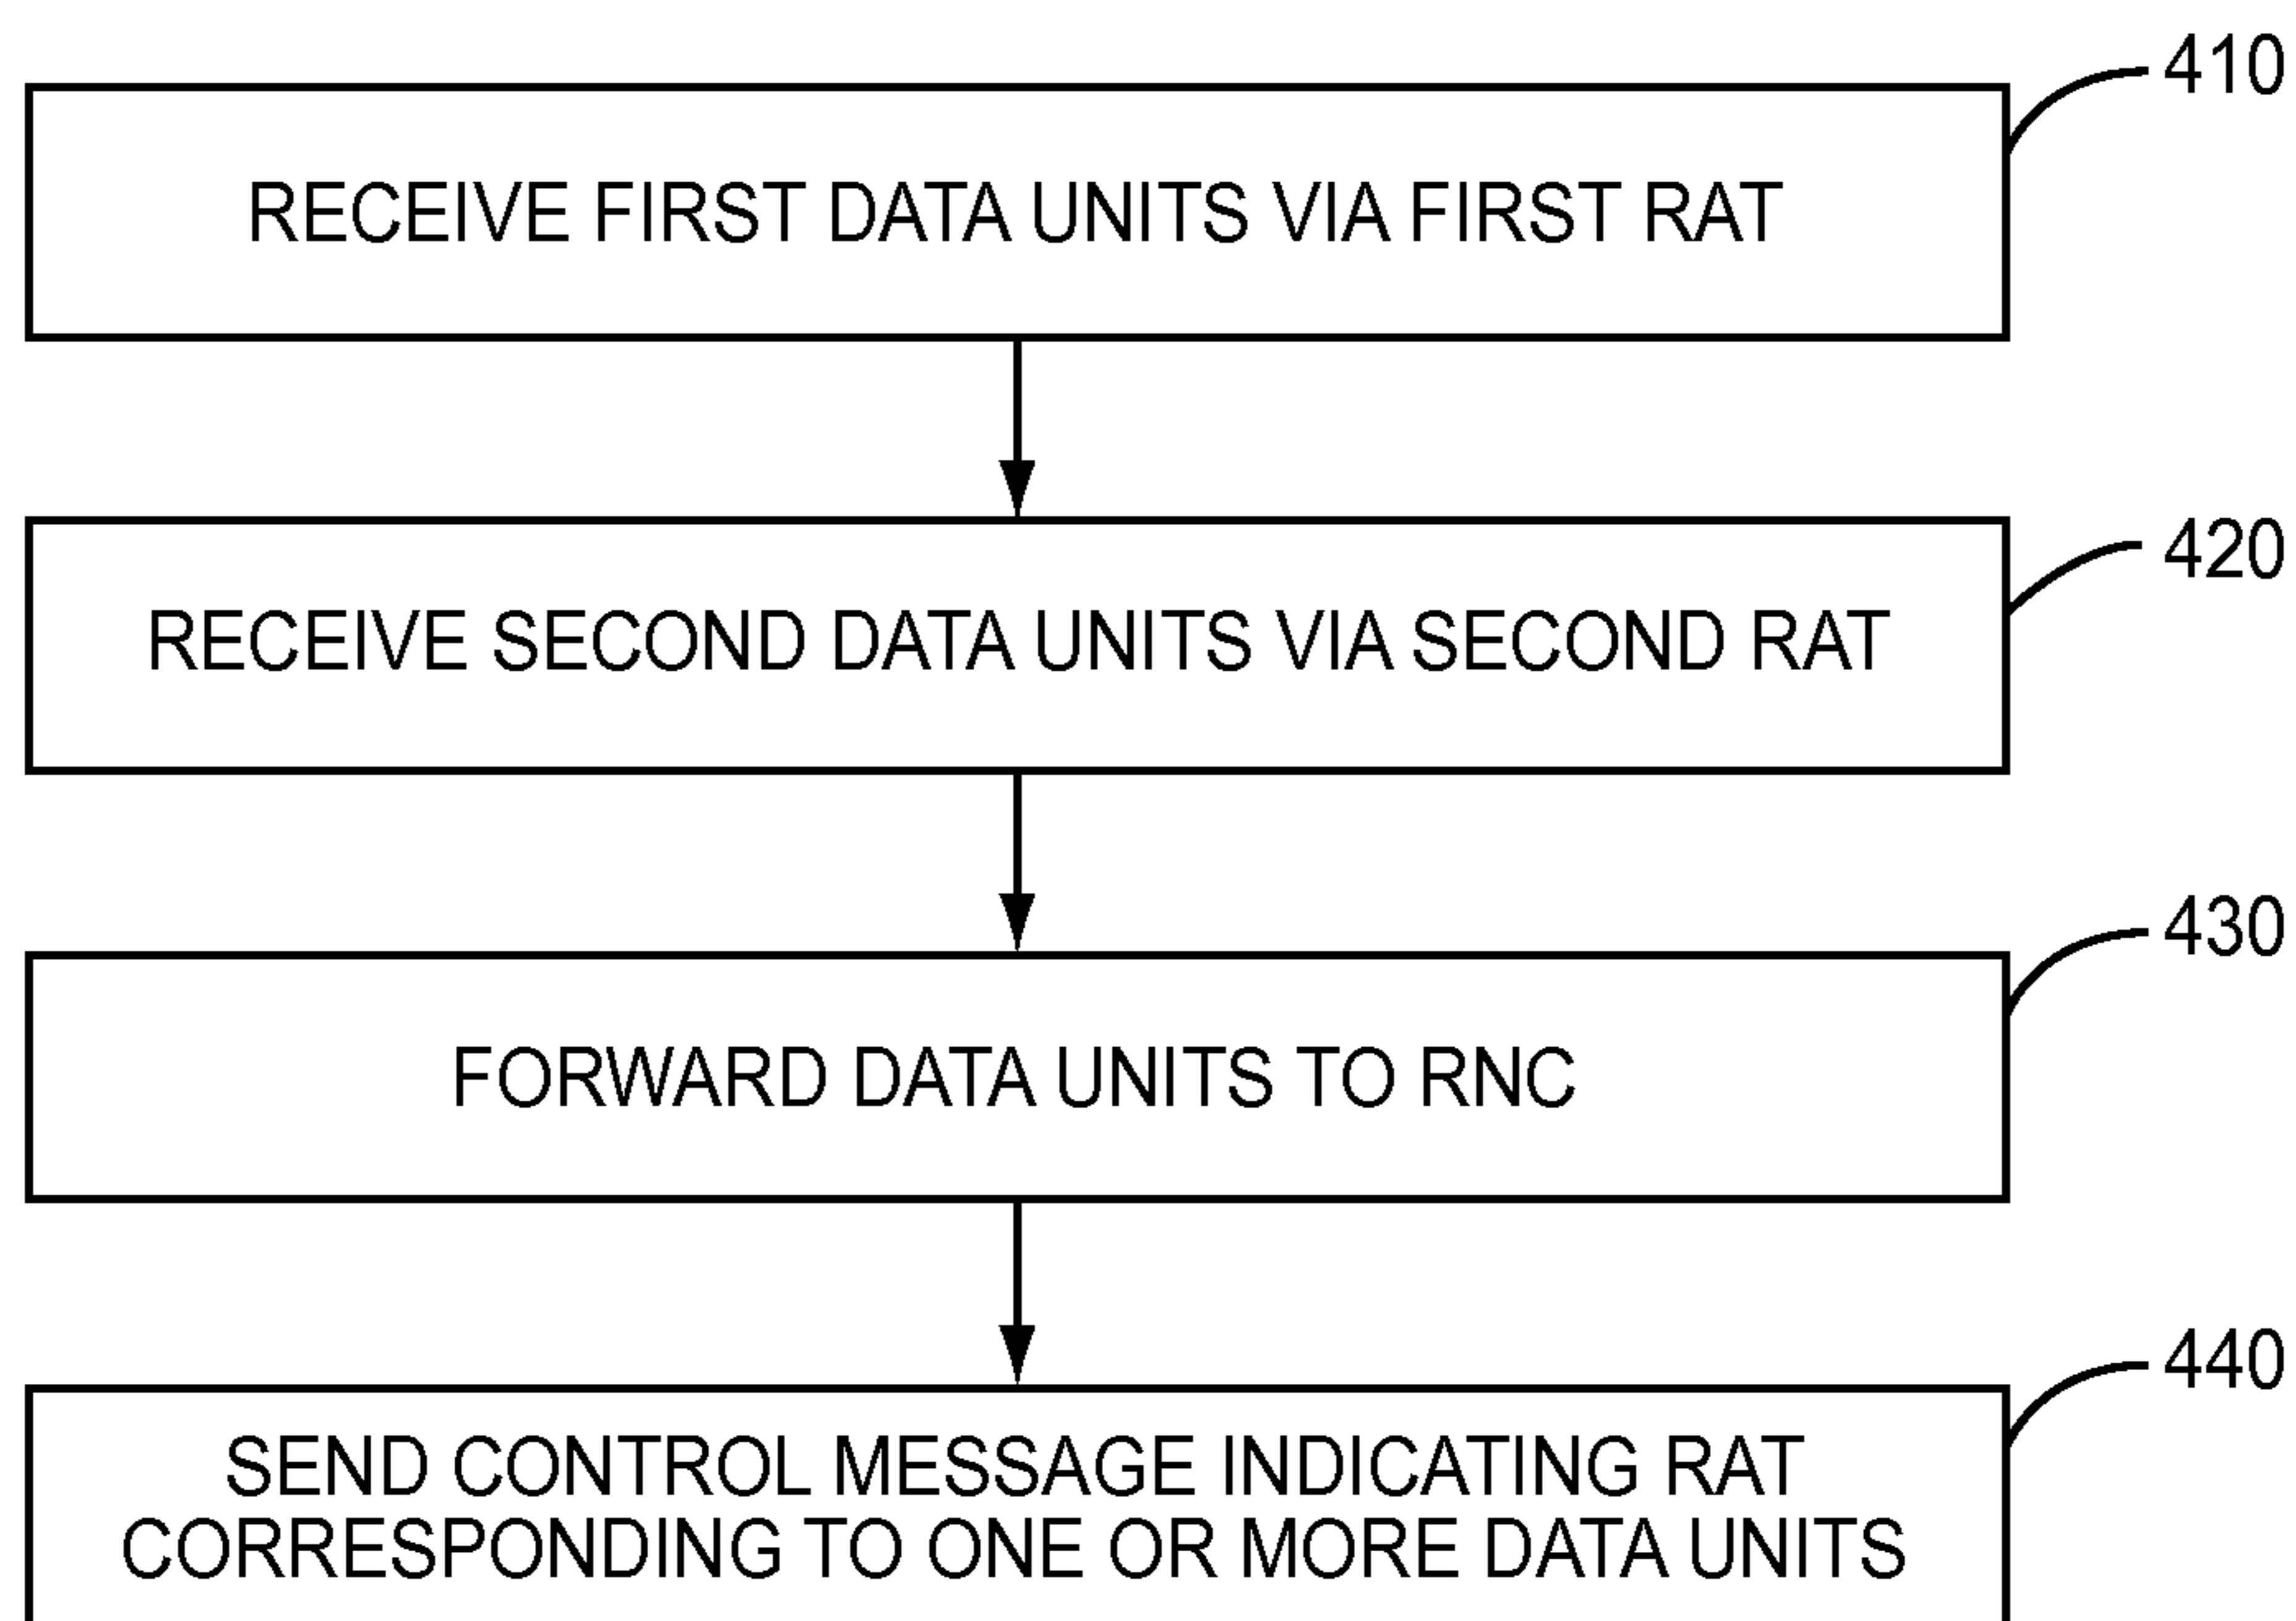 410
RECEIVE FIRST DATA UNITS VIA FIRST RAT
420
RECEIVE SECOND DATA UNITS VIA SECOND RAT
430
FORWARD DATA UNITS TO RNC
440
SEND CONTROL MESSAGE INDICATING RAT
CORRESPONDING TO ONE OR MORE DATA UNITS